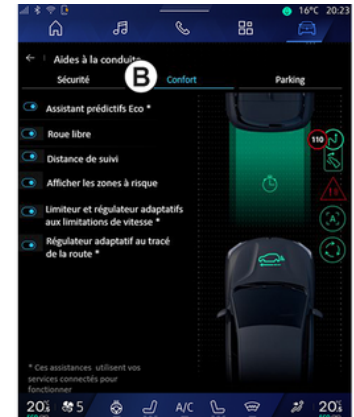 16°C 20:23
Aides à la conduite
B
Sécurité Confort Parking
Assistant prédictifs Eco *
Roue libre
Distance de suivi
Afficher les zones à risque
Limiteur et régulateur adaptatifs
aux limitations de vitesse *
Régulateur adaptatif au tracé
de la route *
110
A
* Ces assistances utilisent vos
services connectés pour
fonctionner
20 5 A/C 20